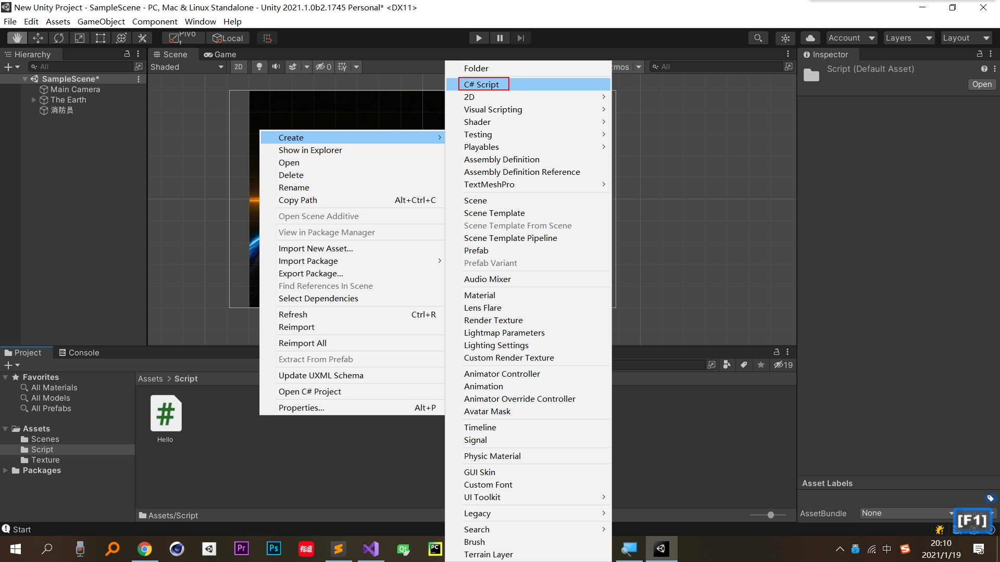 New Unity Project - SampleScene - PC, Mac & Linux Standalone - Unity 2021.1.0b2.1745 Personal* <DX11>
File Edit Assets GameObject Component Window Help
Pivot Local Account Layers Layout
Hierarchy
All
SampleScene*
Main Camera
The Earth
消防员
Scene Game
Shaded 2D 0 zmos All
Inspector
Script (Default Asset)
Open
Create
Show in Explorer
Open
Delete
Rename
Copy Path Alt+Ctrl+C
Open Scene Additive
View in Package Manager
Import New Asset...
Import Package
Export Package...
Find References In Scene
Select Dependencies
Refresh Ctrl+R
Reimport
Reimport All
Extract From Prefab
Update UXML Schema
Open C# Project
Properties... Alt+P
Folder
C# Script
2D
Visual Scripting
Shader
Testing
Playables
Assembly Definition
Assembly Definition Reference
TextMeshPro
Scene
Scene Template
Scene Template From Scene
Scene Template Pipeline
Prefab
Prefab Variant
Audio Mixer
Material
Lens Flare
Render Texture
Lightmap Parameters
Lighting Settings
Custom Render Texture
Animator Controller
Animation
Animator Override Controller
Avatar Mask
Timeline
Signal
Physic Material
GUI Skin
Custom Font
UI Toolkit
Legacy
Search
Brush
Terrain Layer
Project Console
19
Favorites
All Materials
All Models
All Prefabs
Assets
Scenes
Script
Texture
Packages
Assets > Script
#
Hello
Assets/Script
Asset Labels
AssetBundle None
[F1]
Start
Pr Ps 有道 Qt PC
中 S
20:10
2021/1/19